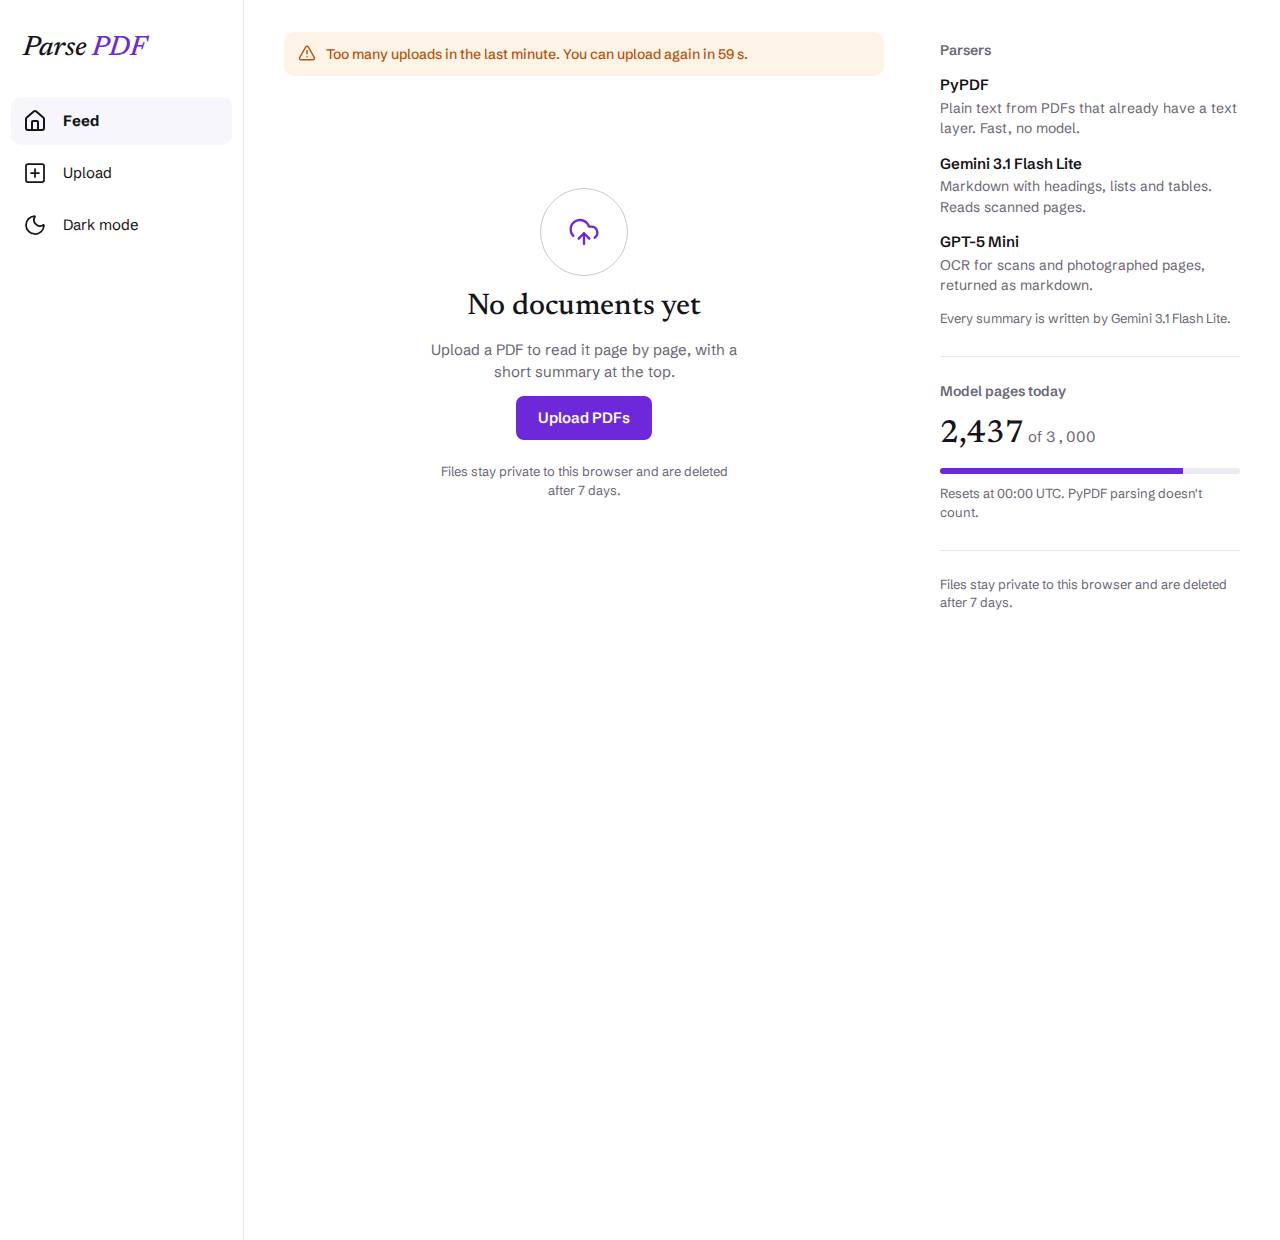 Parse PDF
Feed
Upload
Dark mode
Too many uploads in the last minute. You can upload again in 59 s.
No documents yet
Upload a PDF to read it page by page, with a
short summary at the top.
Upload PDFs
Files stay private to this browser and are deleted
after 7 days.
Parsers
PyPDF
Plain text from PDFs that already have a text
layer. Fast, no model.
Gemini 3.1 Flash Lite
Markdown with headings, lists and tables.
Reads scanned pages.
GPT-5 Mini
OCR for scans and photographed pages,
returned as markdown.
Every summary is written by Gemini 3.1 Flash Lite.
Model pages today
2,437 of 3,000
Resets at 00:00 UTC. PyPDF parsing doesn't
count.
Files stay private to this browser and are deleted
after 7 days.